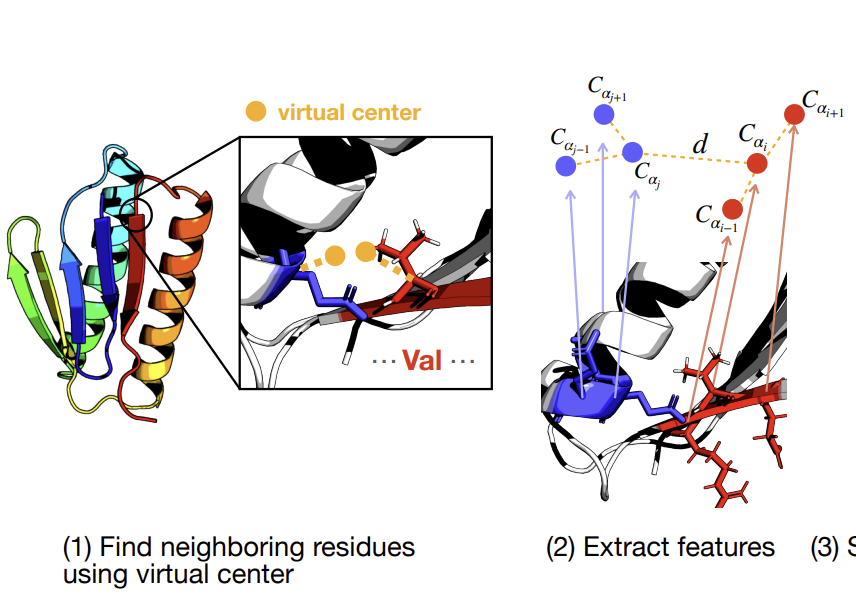 virtual center
··· Val ···
C_{α_{j+1}}
C_{α_{j-1}}
C_{α_j}
d
C_{α_i}
C_{α_{i+1}}
C_{α_{i-1}}
(1) Find neighboring residues
using virtual center
(2) Extract features
(3) S